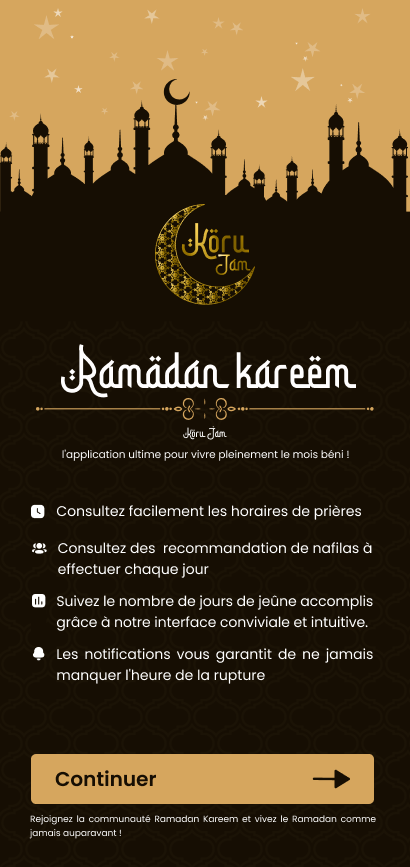 Köru
Jam
Ramädan kareëm
Köru Jam
l'application ultime pour vivre pleinement le mois béni !
Consultez facilement les horaires de prières
Consultez des recommandation de nafilas à
effectuer chaque jour
Suivez le nombre de jours de jeûne accomplis
grâce à notre interface conviviale et intuitive.
Les notifications vous garantit de ne jamais
manquer l'heure de la rupture
Continuer
Rejoignez la communauté Ramadan Kareem et vivez le Ramadan comme
jamais auparavant !